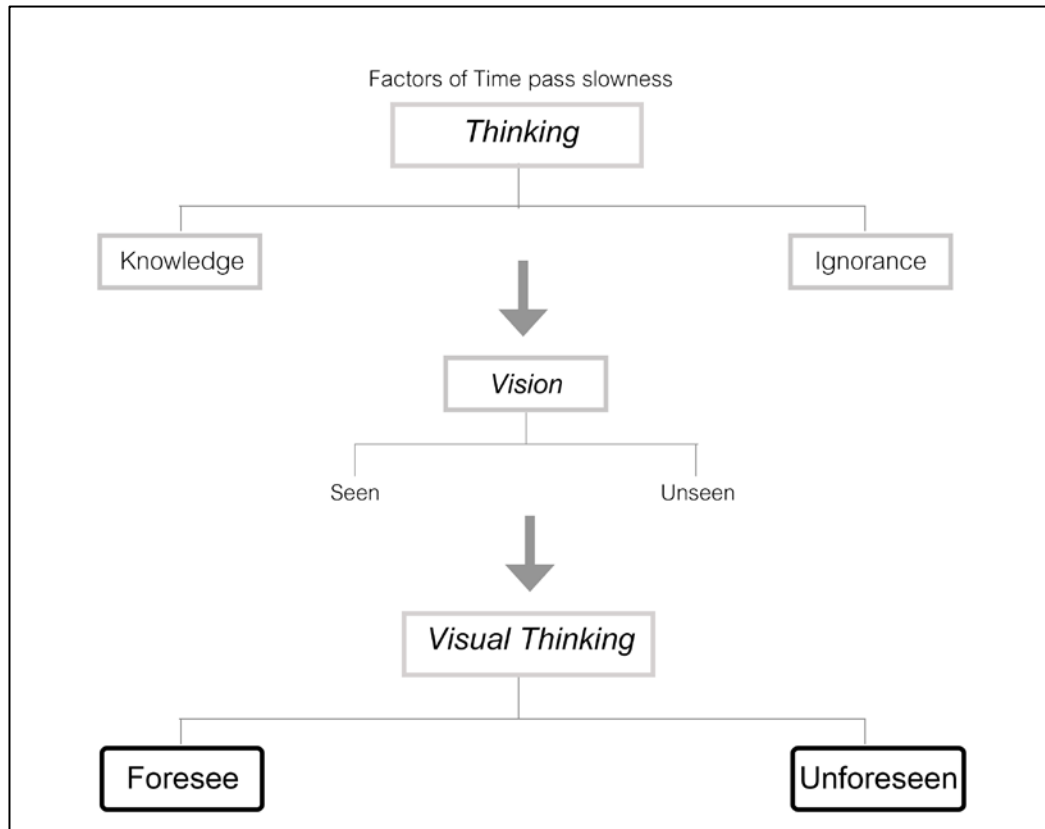 Factors of Time pass slowness
Thinking
Knowledge
Ignorance
Vision
Seen
Unseen
Visual Thinking
Foresee
Unforeseen